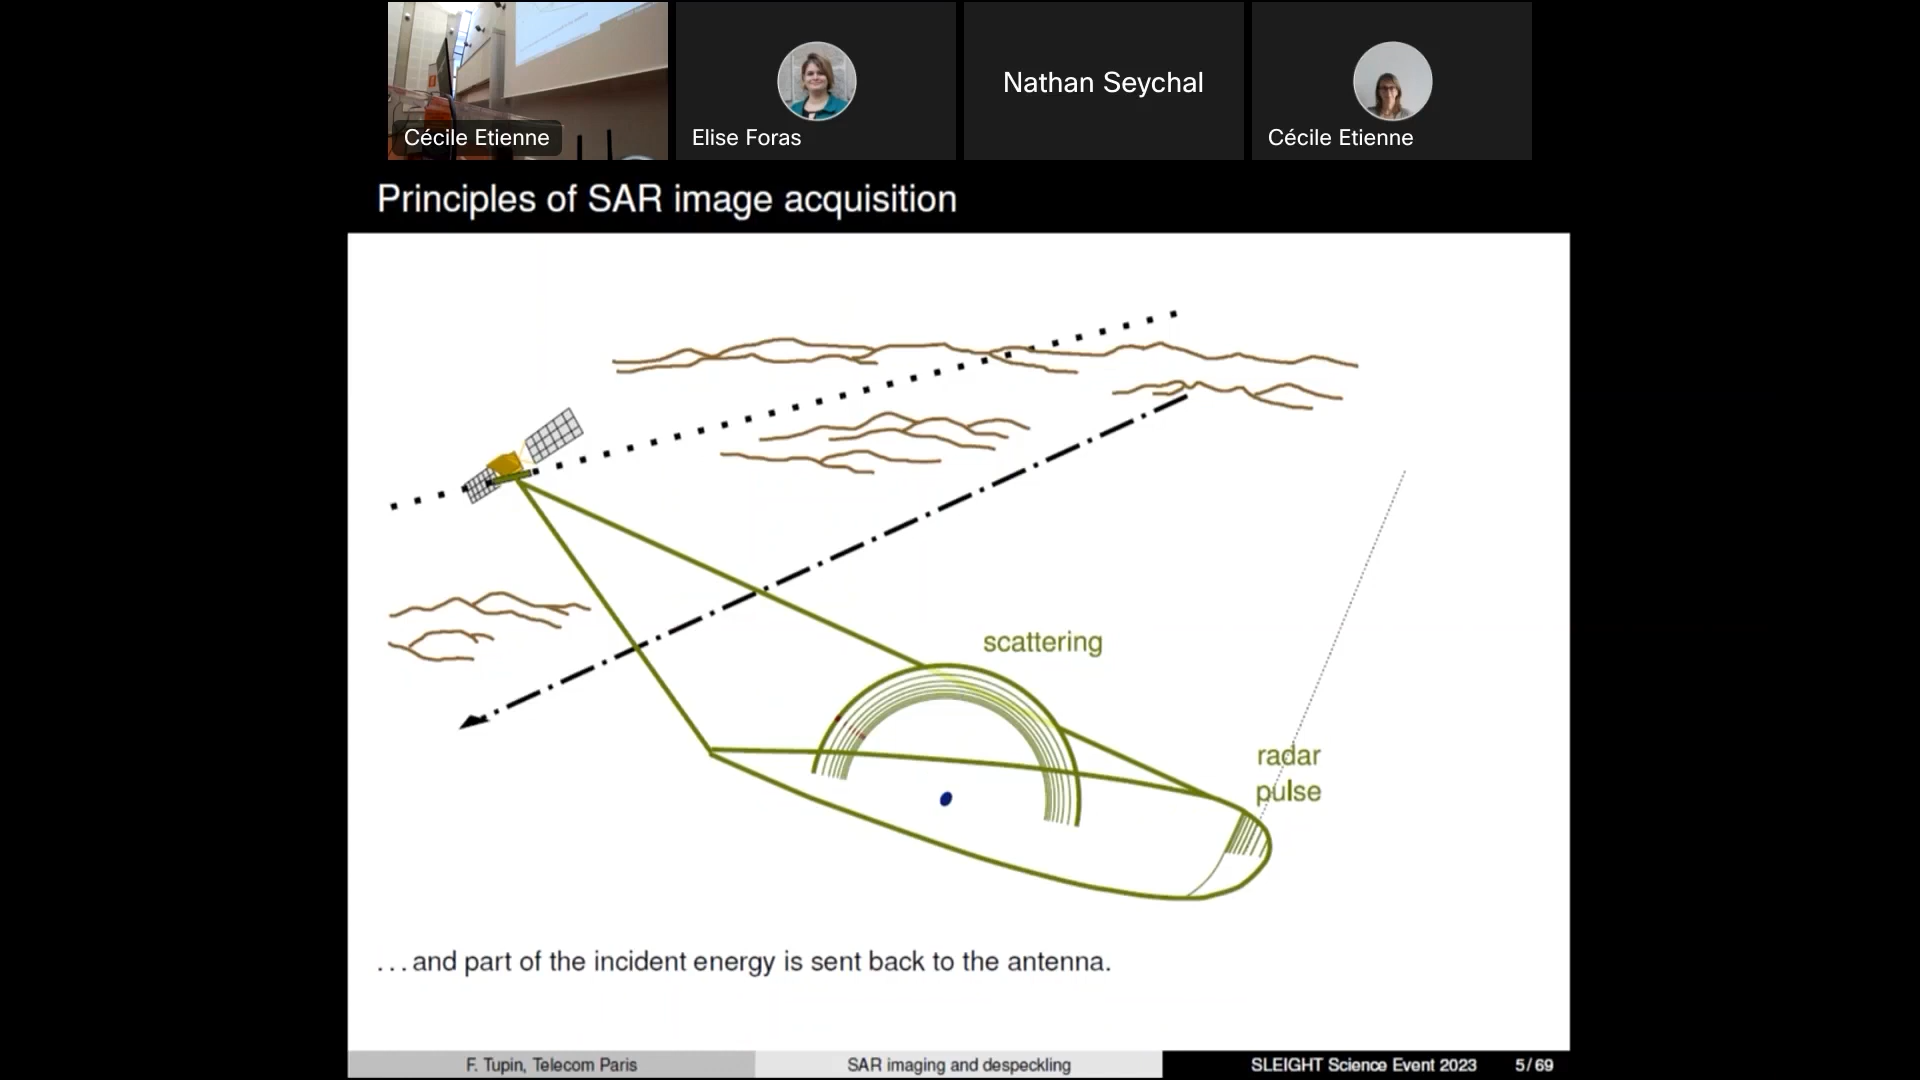 Cécile Etienne
Elise Foras
Nathan Seychal
Cécile Etienne
Principles of SAR image acquisition
scattering
radar
pulse
...and part of the incident energy is sent back to the antenna.
F. Tupin, Telecom Paris
SAR imaging and despeckling
SLEIGHT Science Event 2023
5/69